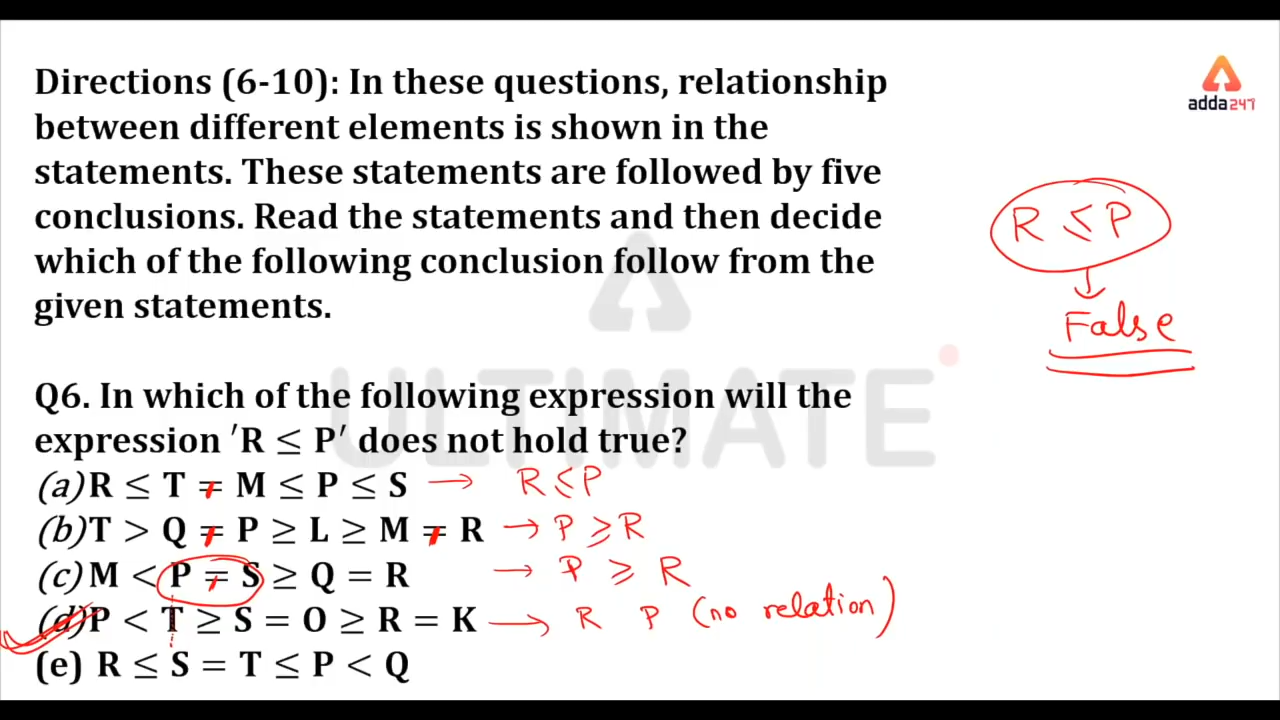 Directions (6-10): In these questions, relationship
between different elements is shown in the
statements. These statements are followed by five
conclusions. Read the statements and then decide
which of the following conclusion follow from the
given statements.
adda247
R ≤ P
False
ULTIMATE
Q6. In which of the following expression will the
expression ′R ≤ P′ does not hold true?
(a)R ≤ T = M ≤ P ≤ S → R ≤ P
(b)T > Q = P ≥ L ≥ M = R → P ≥ R
(c)M < P = S ≥ Q = R → P ≥ R
(d)P < T ≥ S = O ≥ R = K → R P (no relation)
(e) R ≤ S = T ≤ P < Q